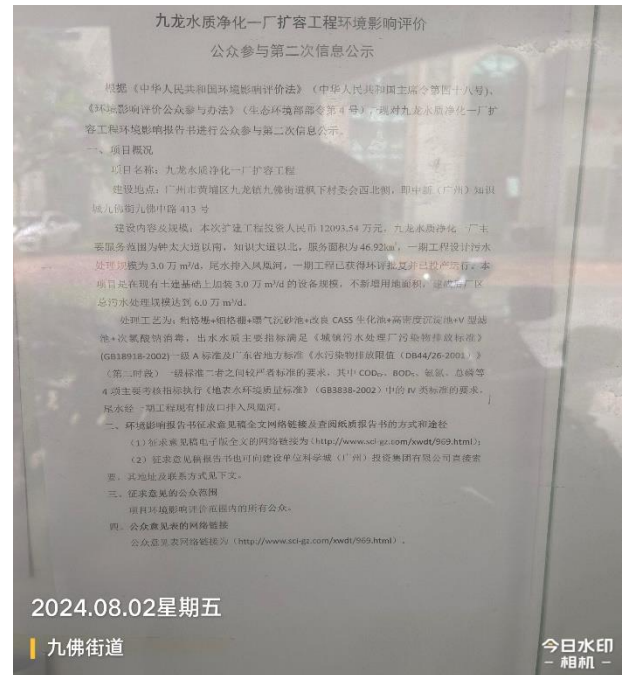 九龙水质净化一厂扩容工程环境影响评价
公众参与第二次信息公示
根据《中华人民共和国环境影响评价法》（中华人民共和国主席令第四十八号）、
《环境影响评价公众参与办法》（生态环境部部令第4号），现对九龙水质净化一厂扩
容工程环境影响报告书进行公众参与第二次信息公示。
一、项目概况
项目名称：九龙水质净化一厂扩容工程
建设地点：广州市黄埔区九龙镇九佛街道枫下村委会西北侧，即中新（广州）知识
城九佛街九佛中路413号
建设内容及规模：本次扩建工程投资人民币12093.54万元。九龙水质净化一厂主
要服务范围为钟太大道以南，知识大道以北，服务面积为46.92km²，一期工程设计污水
处理规模为3.0万m³/d，尾水排入凤凰河，一期工程已获得环评批复并已投产运行。本
项目是在现有土建基础上加装3.0万m³/d的设备规模，不新增用地面积，建成后厂区
总污水处理规模达到6.0万m³/d。
处理工艺为：粗格栅+细格栅+曝气沉砂池+改良CASS生化池+高密度沉淀池+V型滤
池+次氯酸钠消毒，出水水质主要指标满足《城镇污水处理厂污染物排放标准》
(GB18918-2002)一级A标准及广东省地方标准《水污染物排放限值（DB44/26-2001）》
（第二时段）一级标准二者之间较严者标准的要求，其中CODcr、BOD₅、氨氮、总磷等
4项主要考核指标执行《地表水环境质量标准》（GB3838-2002）中的IV类标准的要求。
尾水经一期工程现有排放口排入凤凰河。
二、环境影响报告书征求意见稿全文网络链接及查阅纸质报告书的方式和途径
（1）征求意见稿电子版全文的网络链接为（http://www.sci-gz.com/xwdt/969.html）；
（2）征求意见稿报告书也可向建设单位科学城（广州）投资集团有限公司直接索
要，其地址及联系方式见下文。
三、征求意见的公众范围
项目环境影响评价范围内的所有公众。
四、公众意见表的网络链接
公众意见表网络链接为（http://www.sci-gz.com/xwdt/969.html）。
2024.08.02星期五
九佛街道
今日水印
- 相机 -